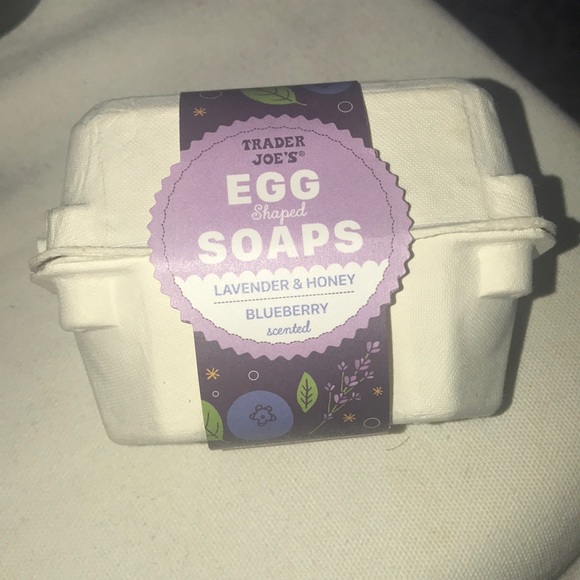 TRADER
JOE'S®
EGG
Shaped
SOAPS
LAVENDER & HONEY
BLUEBERRY
scented